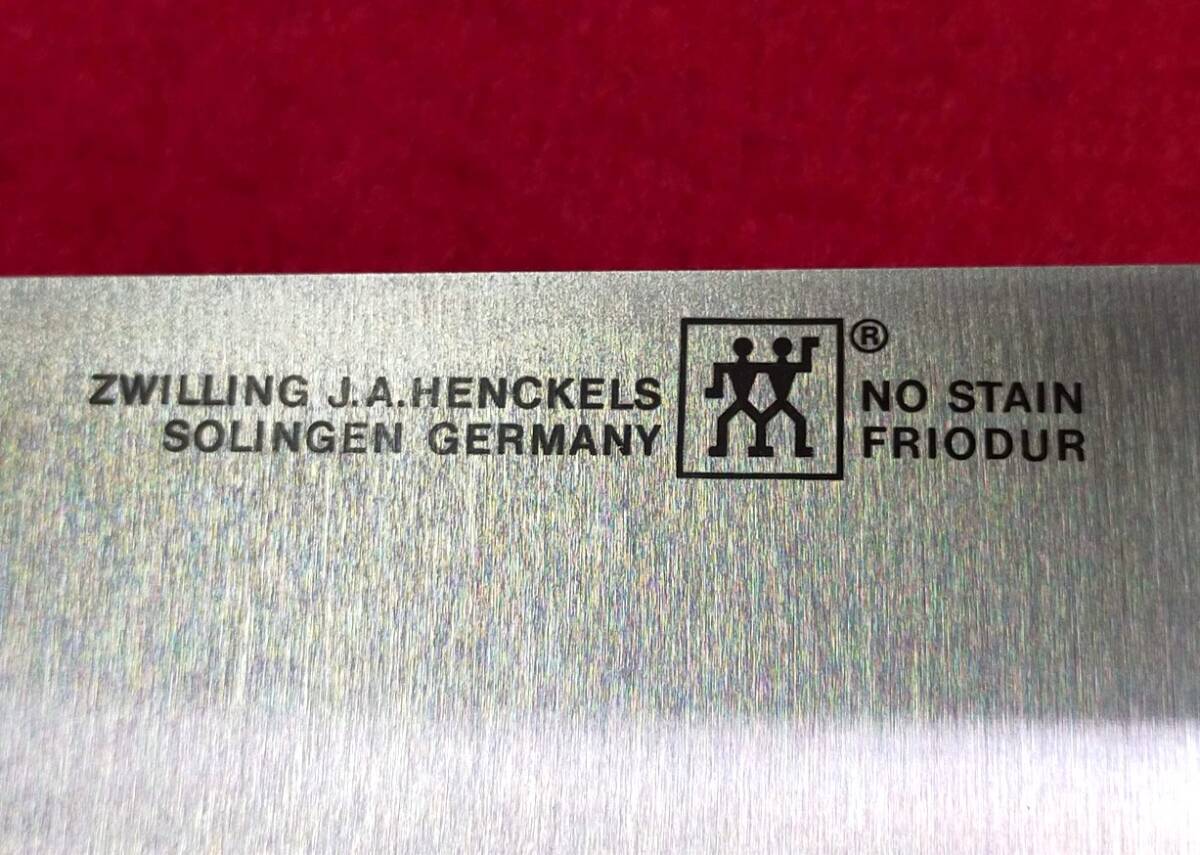 ZWILLING J.A.HENCKELS
SOLINGEN GERMANY
®
NO STAIN
FRIODUR